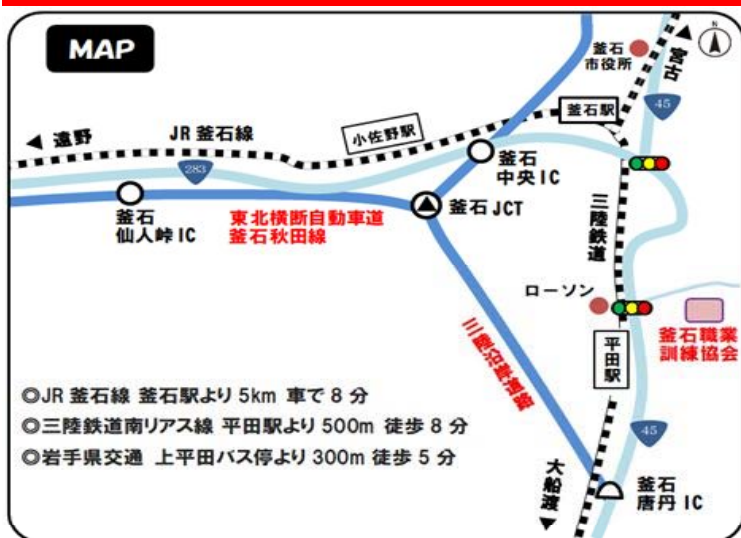 MAP
N
釜石
市役所
宮古
45
釜石駅
遠野
JR 釜石線
小佐野駅
283
釜石
中央 IC
釜石
仙人峠 IC
東北横断自動車道
釜石秋田線
釜石 JCT
三陸鉄道
ローソン
釜石職業
訓練協会
平田駅
三陸沿岸道路
◎JR 釜石線 釜石駅より 5km 車で 8 分
◎三陸鉄道南リアス線 平田駅より 500m 徒歩 8 分
◎岩手県交通 上平田バス停より 300m 徒歩 5 分
45
大船渡
釜石
唐丹 IC